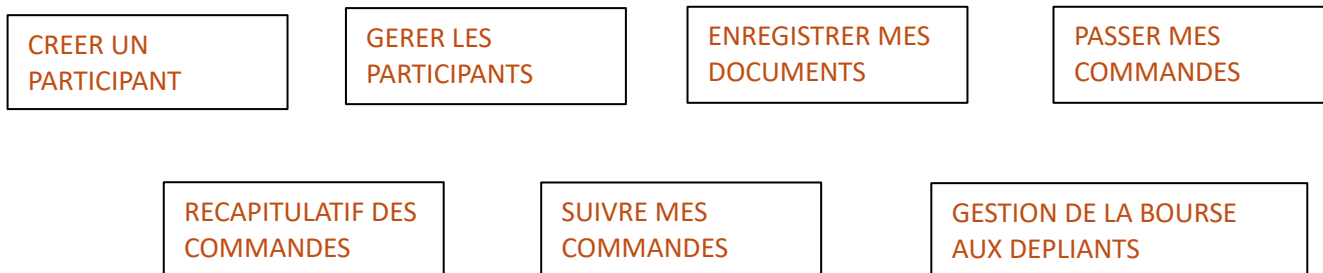 CREER UN
PARTICIPANT
GERER LES
PARTICIPANTS
ENREGISTRER MES
DOCUMENTS
PASSER MES
COMMANDES
RECAPITULATIF DES
COMMANDES
SUIVRE MES
COMMANDES
GESTION DE LA BOURSE
AUX DEPLIANTS